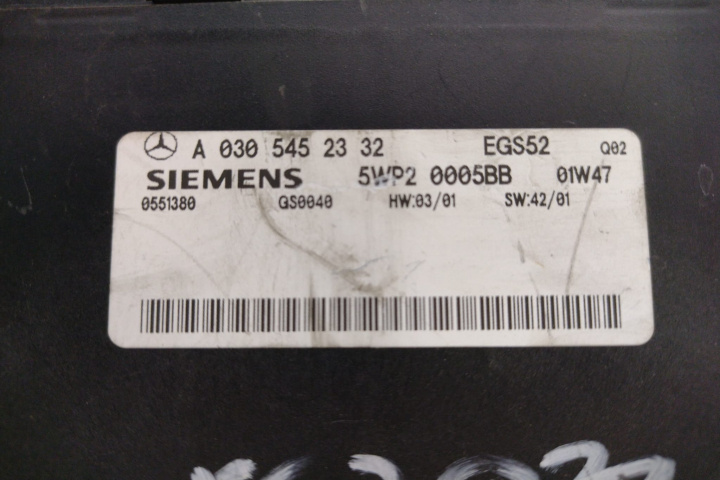 A 030 545 23 32 EGS52 Q02
SIEMENS 5WP2 0005BB 01W47
0551380 GS0040 HW:03/01 SW:42/01